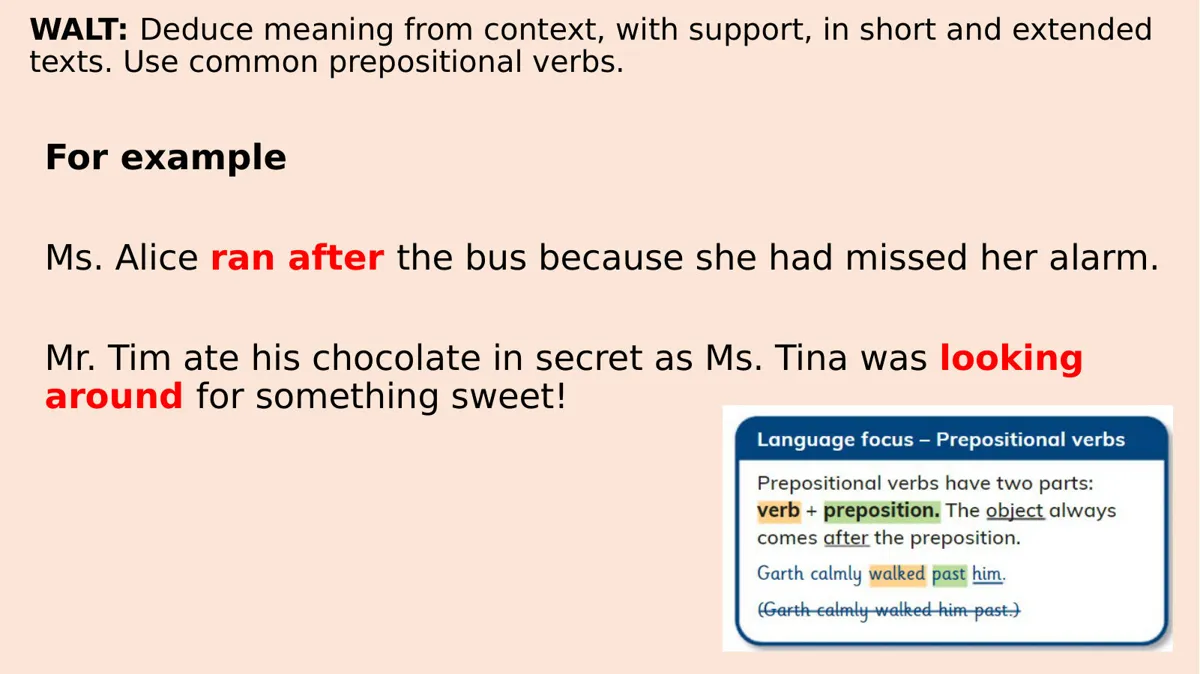 WALT: Deduce meaning from context, with support, in short and extended
texts. Use common prepositional verbs.
For example
Ms. Alice ran after the bus because she had missed her alarm.
Mr. Tim ate his chocolate in secret as Ms. Tina was looking
around for something sweet!
Language focus – Prepositional verbs
Prepositional verbs have two parts:
verb + preposition. The object always
comes after the preposition.
Garth calmly walked past him.
(Garth calmly walked him past.)